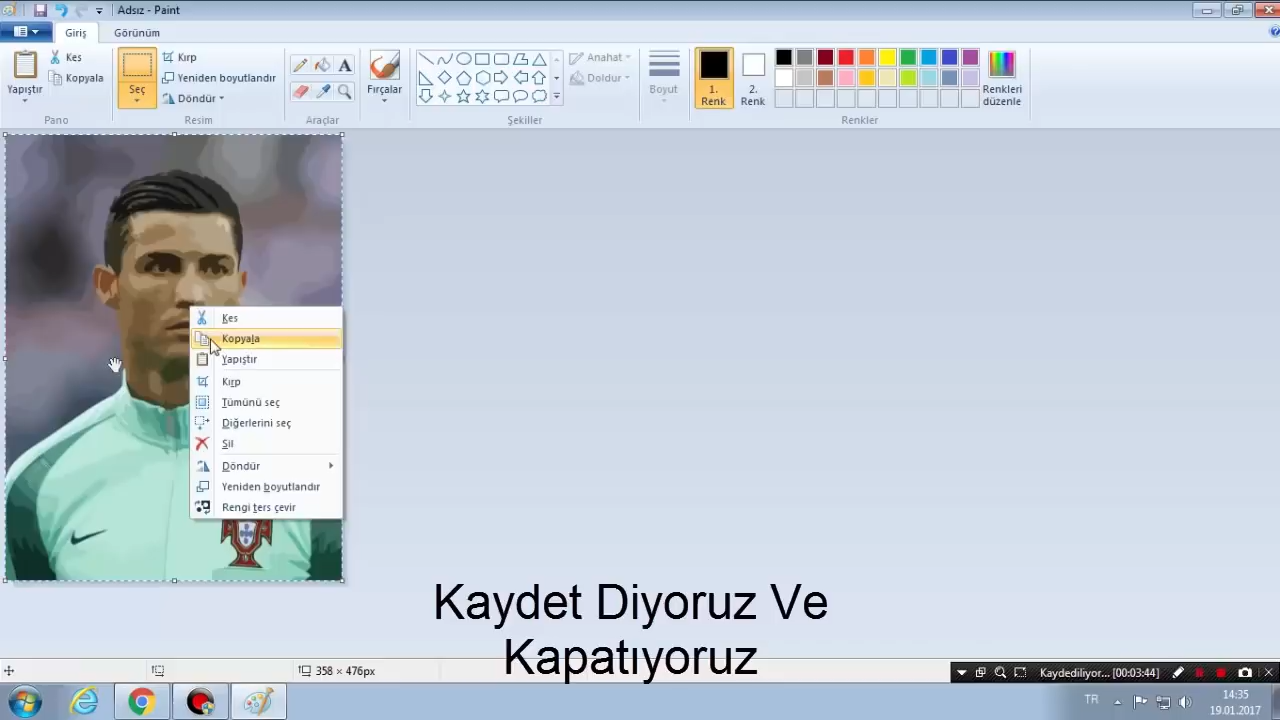 Adsız - Paint
Giriş
Görünüm
Yapıştır
Kes
Kopyala
Pano
Seç
Kırp
Yeniden boyutlandır
Döndür
Resim
A
Araçlar
Fırçalar
Anahat
Doldur
Şekiller
Boyut
1.
Renk
2.
Renk
Renkleri
düzenle
Renkler
Kes
Kopyala
Yapıştır
Kırp
Tümünü seç
Diğerlerini seç
Sil
Döndür
Yeniden boyutlandır
Rengi ters çevir
Kaydet Diyoruz Ve
Kapatıyoruz
358 × 476px
Kaydediliyor... [00:03:44]
TR
14:35
19.01.2017